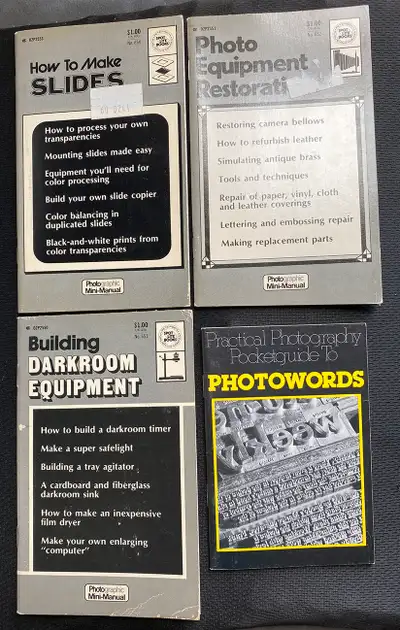 How To Make
SLIDES
$1.00
How to process your own
transparencies
Mounting slides made easy
Equipment you'll need for
color processing
Build your own slide copier
Color balancing in
duplicated slides
Black-and-white prints from
color transparencies
Photographic
Mini-Manual
Photo
Equipment
Restorati
$1.00
Restoring camera bellows
How to refurbish leather
Simulating antique brass
Tools and techniques
Repair of paper, vinyl, cloth
and leather coverings
Lettering and embossing repair
Making replacement parts
Photographic
Mini-Manual
Building
DARKROOM
EQUIPMENT
$1.00
How to build a darkroom timer
Make a super safelight
Building a tray agitator
A cardboard and fiberglass
darkroom sink
How to make an inexpensive
film dryer
Make your own enlarging
"computer"
Photographic
Mini-Manual
Practical Photography
Pocketguide To
PHOTOWORDS